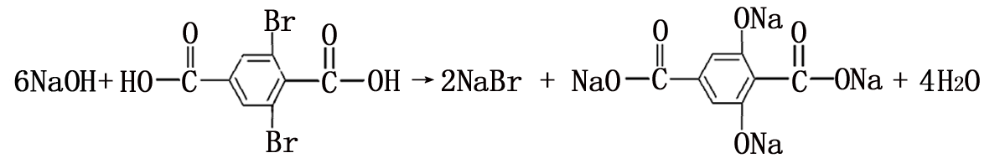 Br O ONa O
O O
6NaOH+ HO-C C-OH → 2NaBr + NaO-C C-ONa + 4H₂O
Br ONa